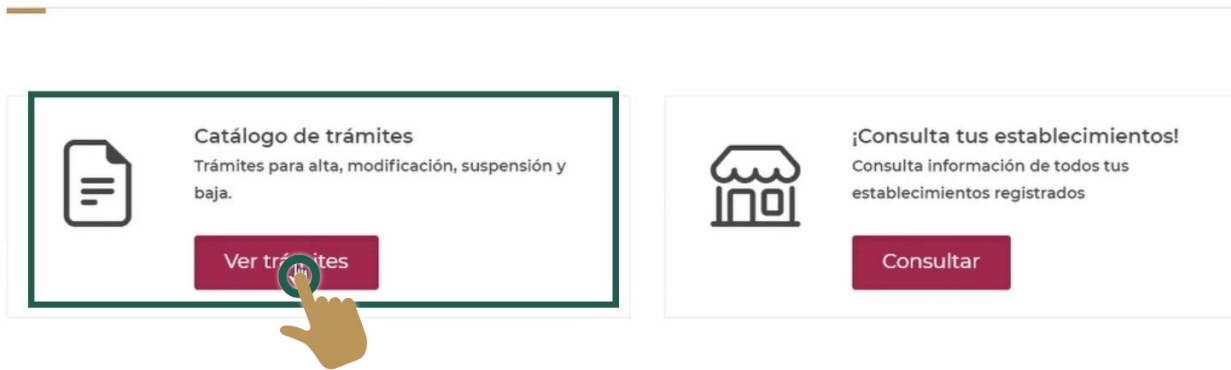 Catálogo de trámites
Trámites para alta, modificación, suspensión y
baja.
Ver trámites
¡Consulta tus establecimientos!
Consulta información de todos tus
establecimientos registrados
Consultar